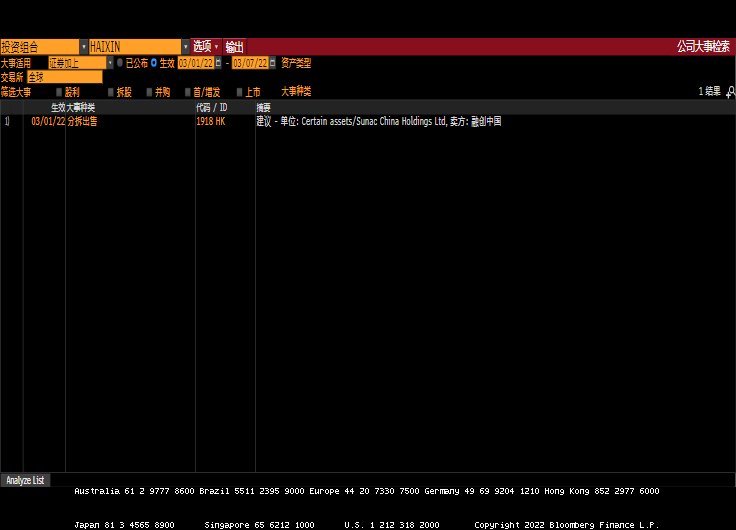 投资组合 HAIXIN 选项 输出 公司大事检索
大事适用 证券加上 已公布 生效 03/01/22 - 03/07/22 资产类型
交易所 全球
筛选大事 股利 拆股 并购 首/增发 上市 大事种类 1 结果
生效 大事种类 代码 / ID 摘要
1) 03/01/22 分拆出售 1918 HK 建议 - 单位: Certain assets/Sunac China Holdings Ltd, 卖方: 融创中国
Analyze List
Australia 61 2 9777 8600 Brazil 5511 2395 9000 Europe 44 20 7330 7500 Germany 49 69 9204 1210 Hong Kong 852 2977 6000
Japan 81 3 4565 8900 Singapore 65 6212 1000 U.S. 1 212 318 2000 Copyright 2022 Bloomberg Finance L.P.